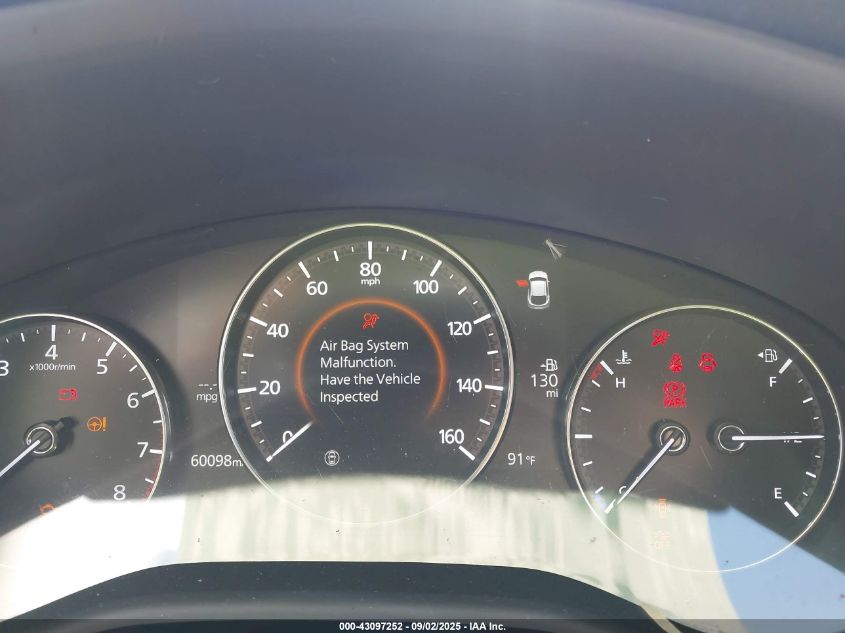 80
mph
60
100
40
120
20
140
0
160
Air Bag System
Malfunction.
Have the Vehicle
Inspected
3
4
5
6
7
8
x1000r/min
-.-
mpg
60098mi
130
mi
91°F
H
F
E
PARK
OFF
000-43097252 - 09/02/2025 - IAA Inc.